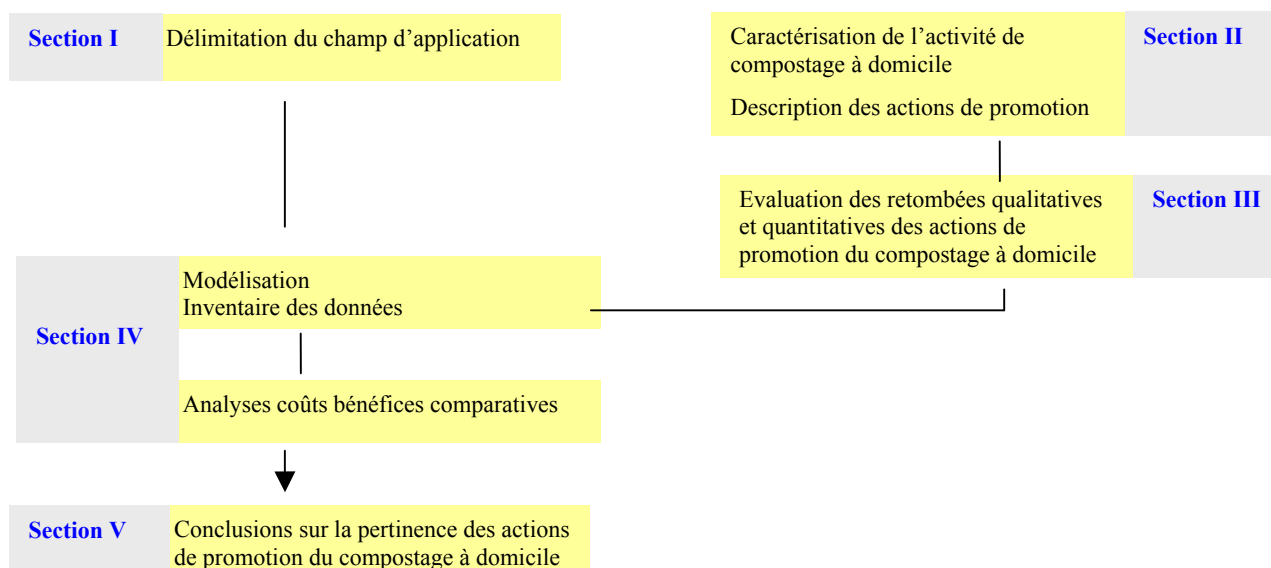 Section I
Délimitation du champ d’application
Caractérisation de l’activité de
compostage à domicile
Description des actions de promotion
Section II
Evaluation des retombées qualitatives
et quantitatives des actions de
promotion du compostage à domicile
Section III
Section IV
Modélisation
Inventaire des données
Analyses coûts bénéfices comparatives
Section V
Conclusions sur la pertinence des actions
de promotion du compostage à domicile